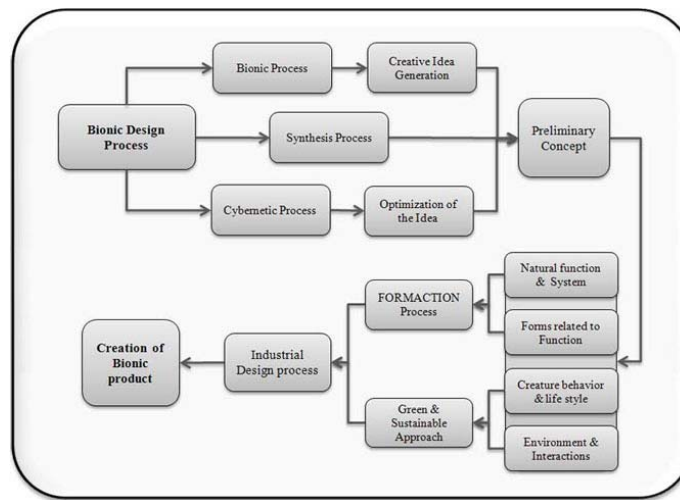 Bionic Process
Creative Idea
Generation
Bionic Design
Process
Synthesis Process
Preliminary
Concept
Cybernetic Process
Optimization of
the Idea
Natural function
& System
FORMACTION
Process
Forms related to
Function
Creation of
Bionic
product
Industrial
Design process
Creature behavior
& life style
Green &
Sustainable
Approach
Environment &
Interactions